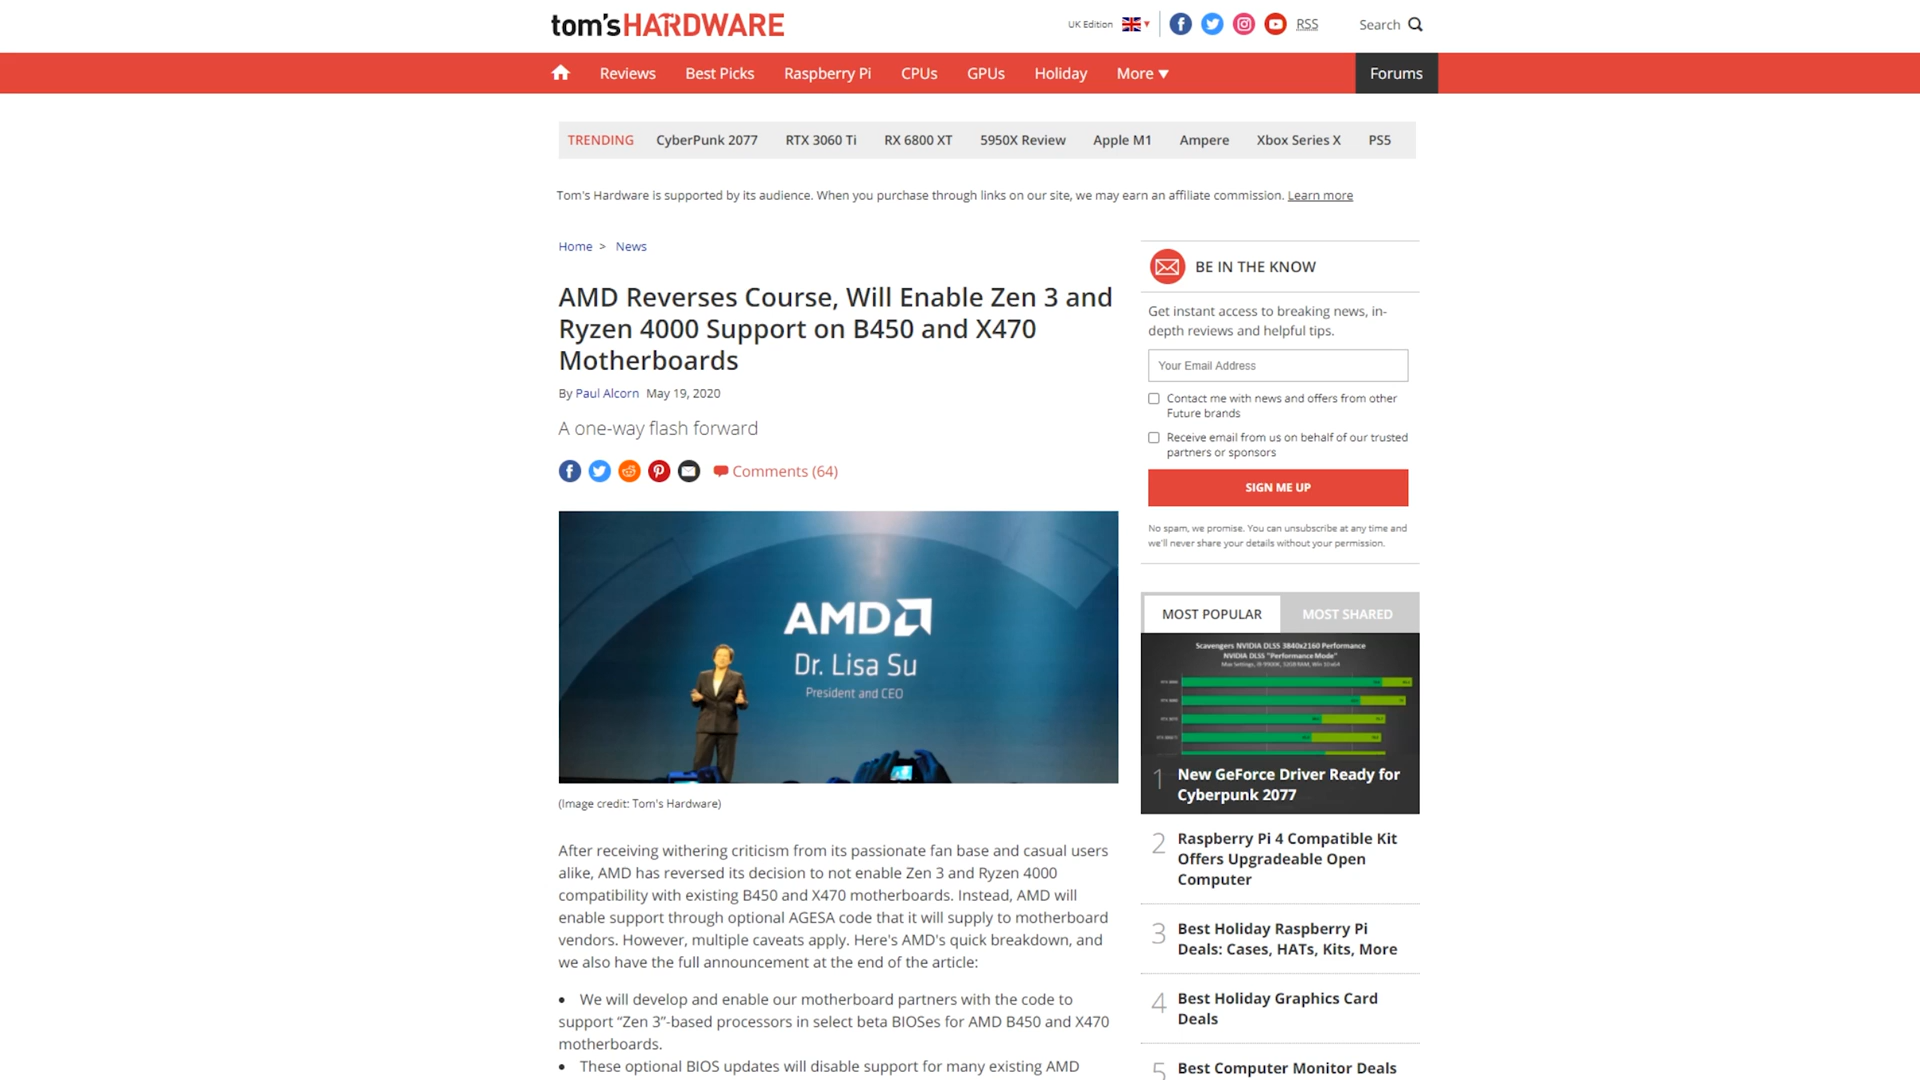 tom'sHARDWARE
UK Edition
RSS
Search
Reviews
Best Picks
Raspberry Pi
CPUs
GPUs
Holiday
More
Forums
TRENDING
CyberPunk 2077
RTX 3060 Ti
RX 6800 XT
5950X Review
Apple M1
Ampere
Xbox Series X
PS5
Tom's Hardware is supported by its audience. When you purchase through links on our site, we may earn an affiliate commission. Learn more
Home > News
AMD Reverses Course, Will Enable Zen 3 and
Ryzen 4000 Support on B450 and X470
Motherboards
By Paul Alcorn May 19, 2020
A one-way flash forward
Comments (64)
AMD
Dr. Lisa Su
President and CEO
(Image credit: Tom's Hardware)
After receiving withering criticism from its passionate fan base and casual users
alike, AMD has reversed its decision to not enable Zen 3 and Ryzen 4000
compatibility with existing B450 and X470 motherboards. Instead, AMD will
enable support through optional AGESA code that it will supply to motherboard
vendors. However, multiple caveats apply. Here's AMD's quick breakdown, and
we also have the full announcement at the end of the article:
• We will develop and enable our motherboard partners with the code to
support “Zen 3”-based processors in select beta BIOSes for AMD B450 and X470
motherboards.
• These optional BIOS updates will disable support for many existing AMD
BE IN THE KNOW
Get instant access to breaking news, in-
depth reviews and helpful tips.
Your Email Address
Contact me with news and offers from other
Future brands
Receive email from us on behalf of our trusted
partners or sponsors
SIGN ME UP
No spam, we promise. You can unsubscribe at any time and
we'll never share your details without your permission.
MOST POPULAR
MOST SHARED
Scavengers NVIDIA DLSS 3840x2160 Performance
NVIDIA DLSS "Performance Mode"
1 New GeForce Driver Ready for
Cyberpunk 2077
2 Raspberry Pi 4 Compatible Kit
Offers Upgradeable Open
Computer
3 Best Holiday Raspberry Pi
Deals: Cases, HATs, Kits, More
4 Best Holiday Graphics Card
Deals
5 Best Computer Monitor Deals